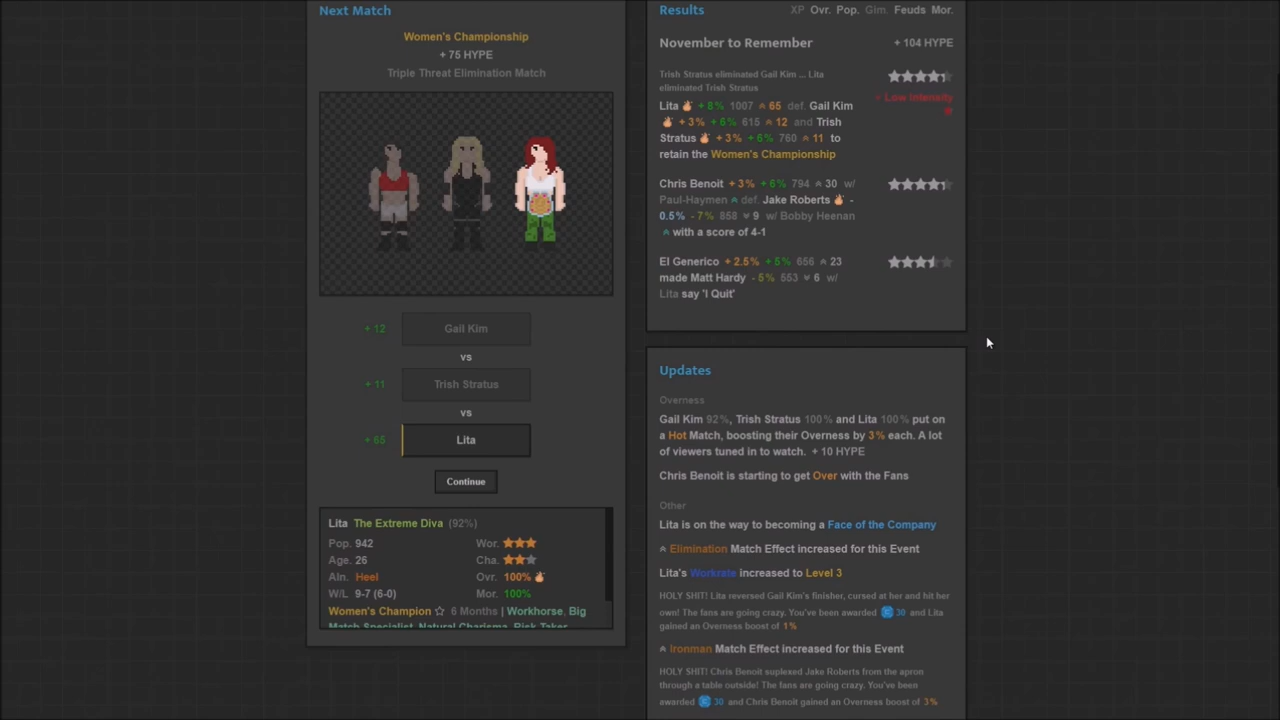 Next Match
Women's Championship
+ 75 HYPE
Triple Threat Elimination Match
+ 12 Gail Kim
vs
+ 11 Trish Stratus
vs
+ 65 Lita
Continue
Lita The Extreme Diva (92%)
Pop. 942 Wor.
Age. 26 Cha.
Aln. Heel Ovr. 100%
W/L 9-7 (6-0) Mor. 100%
Women's Champion 6 Months | Workhorse, Big
Match Specialist, Natural Charisma, Risk Taker,
Results XP Ovr. Pop. Gim. Feuds Mor.
November to Remember + 104 HYPE
Trish Stratus eliminated Gail Kim ... Lita
eliminated Trish Stratus
+ Low Intensity
Lita + 8% 1007 65 def. Gail Kim
+ 3% + 6% 615 12 and Trish
Stratus + 3% + 6% 760 11 to
retain the Women's Championship
Chris Benoit + 3% + 6% 794 30 w/
Paul-Haymen def. Jake Roberts -
0.5% - 7% 858 9 w/ Bobby Heenan
with a score of 4-1
El Generico + 2.5% + 5% 656 23
made Matt Hardy - 5% 553 6 w/
Lita say 'I Quit'
Updates
Overness
Gail Kim 92%, Trish Stratus 100% and Lita 100% put on
a Hot Match, boosting their Overness by 3% each. A lot
of viewers tuned in to watch. + 10 HYPE
Chris Benoit is starting to get Over with the Fans
Other
Lita is on the way to becoming a Face of the Company
Elimination Match Effect increased for this Event
Lita's Workrate increased to Level 3
HOLY SHIT! Lita reversed Gail Kim's finisher, cursed at her and hit her
own! The fans are going crazy. You've been awarded 30 and Lita
gained an Overness boost of 1%
Ironman Match Effect increased for this Event
HOLY SHIT! Chris Benoit suplexed Jake Roberts from the apron
through a table outside! The fans are going crazy. You've been
awarded 30 and Chris Benoit gained an Overness boost of 3%